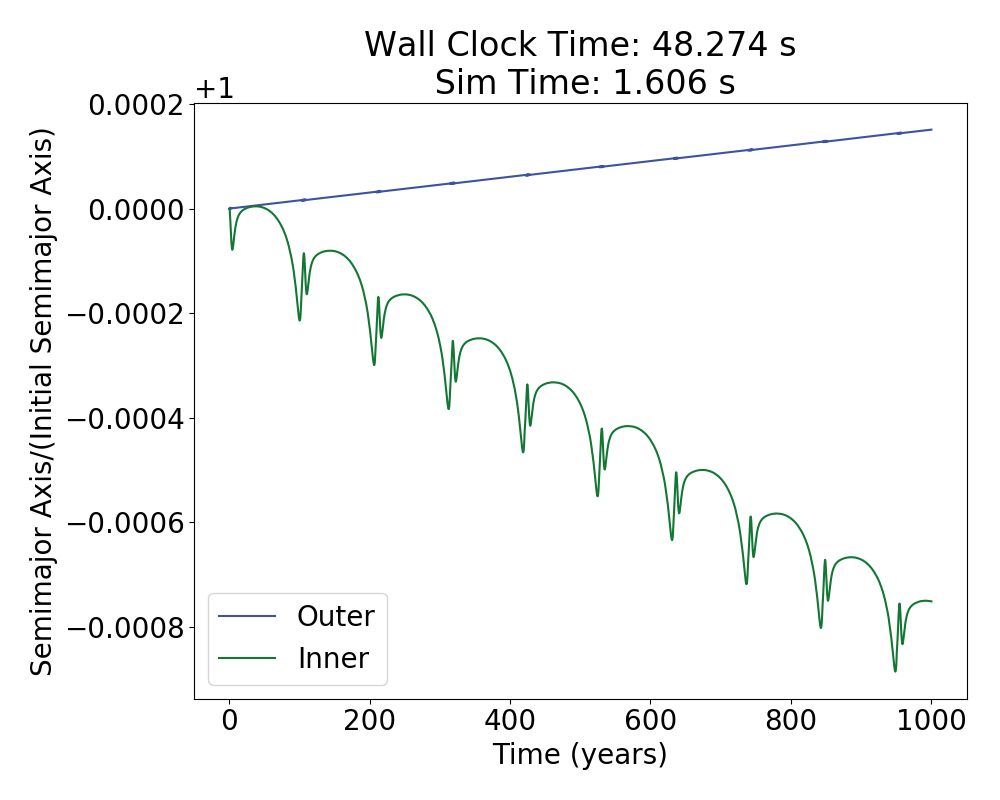 Wall Clock Time: 48.274 s
Sim Time: 1.606 s
+1
0.0002
0.0000
−0.0002
−0.0004
−0.0006
−0.0008
Semimajor Axis/(Initial Semimajor Axis)
Outer
Inner
0 200 400 600 800 1000
Time (years)